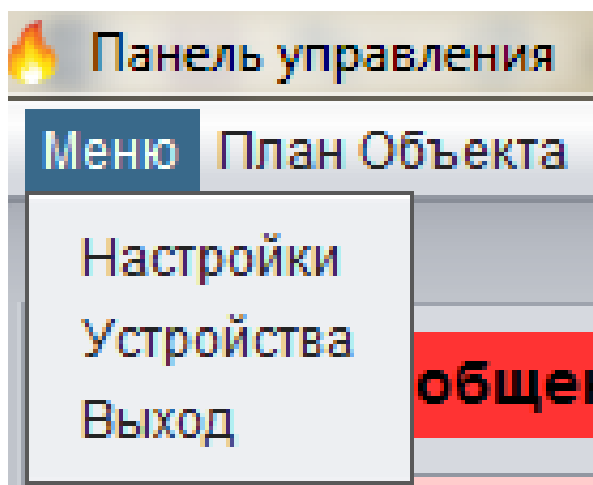 Панель управления
Меню План Объекта
Настройки
Устройства
Выход